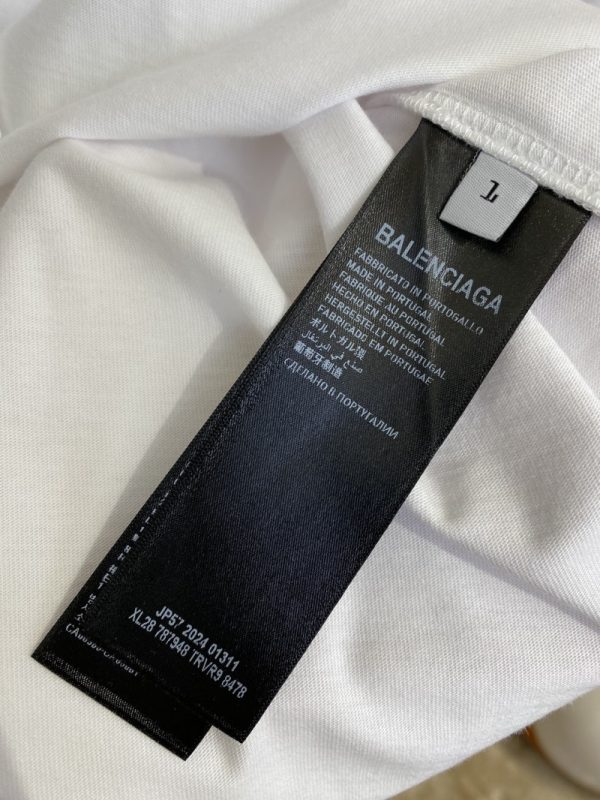 1
BALENCIAGA
FABBRICATO IN PORTOGALLO
MADE IN PORTUGAL
FABRIQUE AU PORTUGAL
HECHO EN PORTUGAL
HERGESTELLT IN PORTUGAL
FABRICADO EM PORTUGAE
ポルトガル混
صنع في البرتغال
葡萄牙制造
СДЕЛАНО В ПОРТУГАЛИИ
JP57 2024 01311
XL28 787948 TRVR9 8478